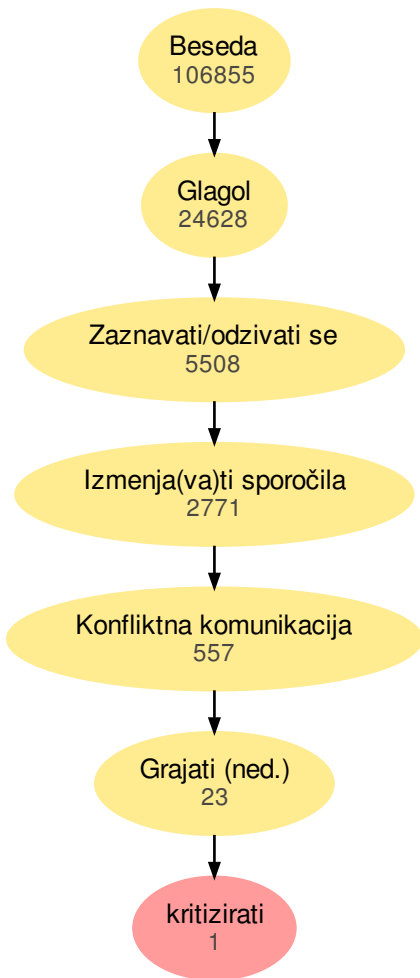 Beseda
106855
Glagol
24628
Zaznavati/odzivati se
5508
Izmenja(va)ti sporočila
2771
Konfliktna komunikacija
557
Grajati (ned.)
23
kritizirati
1